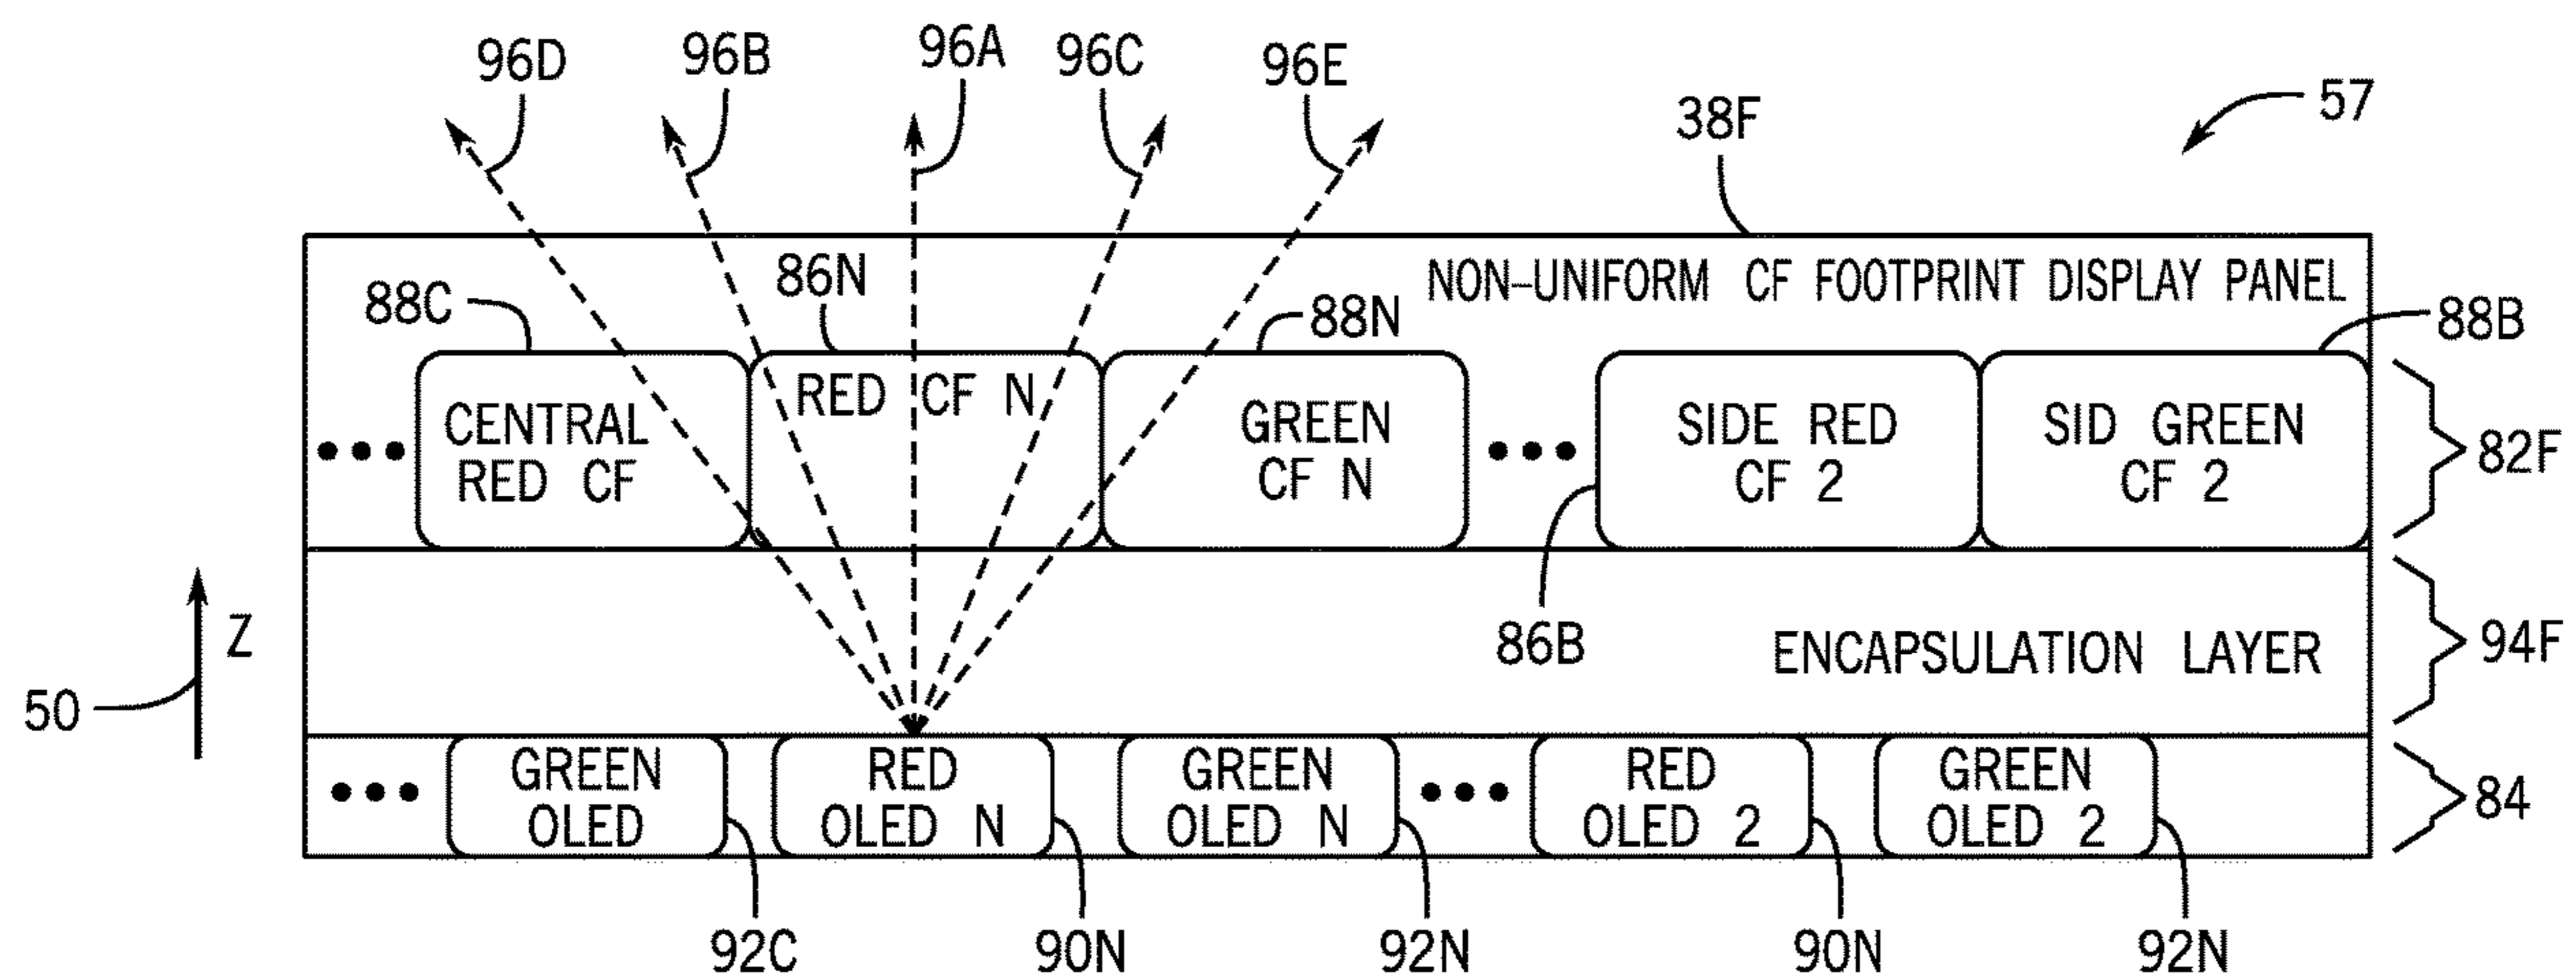 96D 96B 96A 96C 96E
38F
57
NON-UNIFORM CF FOOTPRINT DISPLAY PANEL
88C
86N
88N
88B
CENTRAL
RED CF
RED CF N
GREEN
CF N
SIDE RED
CF 2
SID GREEN
CF 2
82F
Z
50
86B
ENCAPSULATION LAYER
94F
GREEN
OLED
RED
OLED N
GREEN
OLED N
RED
OLED 2
GREEN
OLED 2
84
92C 90N 92N 90N 92N